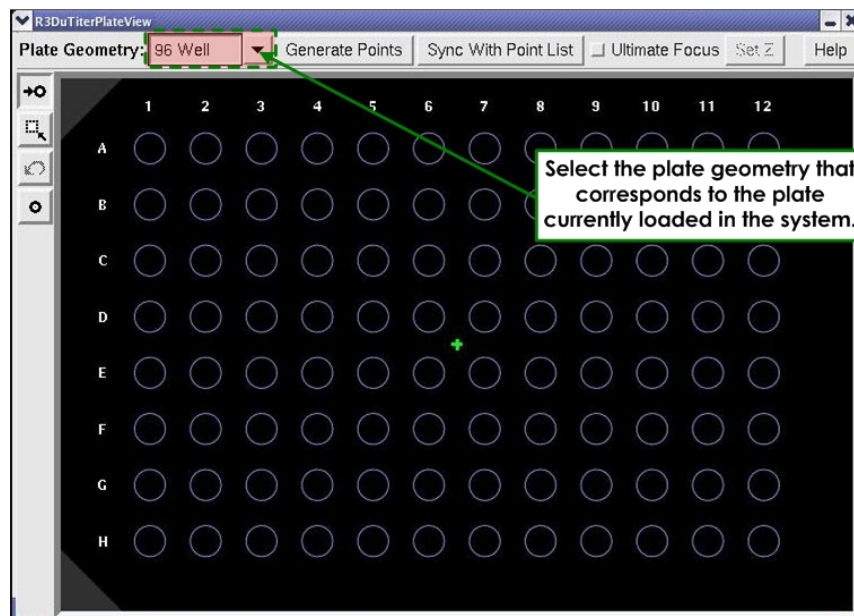 R3DuTiterPlateView
Plate Geometry: 96 Well Generate Points Sync With Point List Ultimate Focus Set Z Help
1 2 3 4 5 6 7 8 9 10 11 12
A
Select the plate geometry that
corresponds to the plate
currently loaded in the system.
B
C
D
E
F
G
H